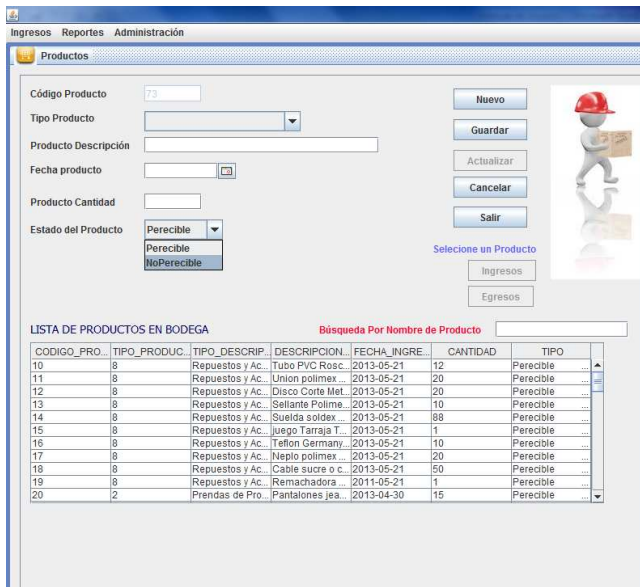 Ingresos Reportes Administración
Productos
Código Producto 73
Nuevo
Tipo Producto
Guardar
Producto Descripción
Actualizar
Fecha producto
Cancelar
Producto Cantidad
Salir
Estado del Producto Perecible
Perecible
NoPerecible
Selecione un Producto
Ingresos
Egresos
LISTA DE PRODUCTOS EN BODEGA Búsqueda Por Nombre de Producto
CODIGO_PRO... TIPO_PRODUC... TIPO_DESCRIP... DESCRIPCION... FECHA_INGRE... CANTIDAD TIPO
10 8 Repuestos y Ac... Tubo PVC Rosc... 2013-05-21 12 Perecible ...
11 8 Repuestos y Ac... Union polimex ... 2013-05-21 20 Perecible ...
12 8 Repuestos y Ac... Disco Corte Met... 2013-05-21 20 Perecible ...
13 8 Repuestos y Ac... Sellante Polime... 2013-05-21 10 Perecible ...
14 8 Repuestos y Ac... Suelda soldex ... 2013-05-21 88 Perecible ...
15 8 Repuestos y Ac... juego Tarraja T... 2013-05-21 1 Perecible ...
16 8 Repuestos y Ac... Teflon Germany... 2013-05-21 10 Perecible ...
17 8 Repuestos y Ac... Neplo polimex ... 2013-05-21 20 Perecible ...
18 8 Repuestos y Ac... Cable sucre o c... 2013-05-21 50 Perecible ...
19 8 Repuestos y Ac... Remachadora ... 2011-05-21 1 Perecible ...
20 2 Prendas de Pro... Pantalones jea... 2013-04-30 15 Perecible ...